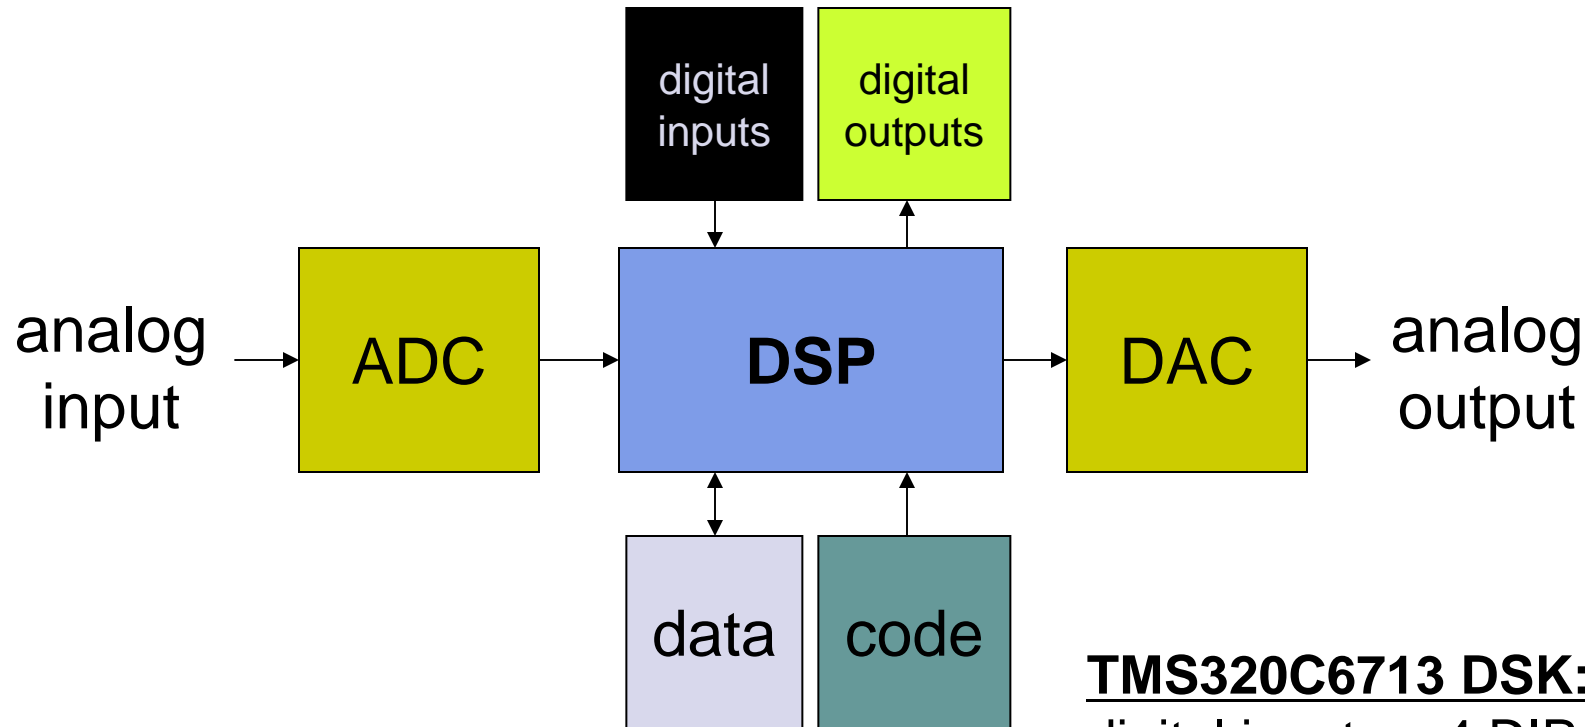 digital
inputs
digital
outputs
analog
input
ADC
DSP
DAC
analog
output
data
code
TMS320C6713 DSK: